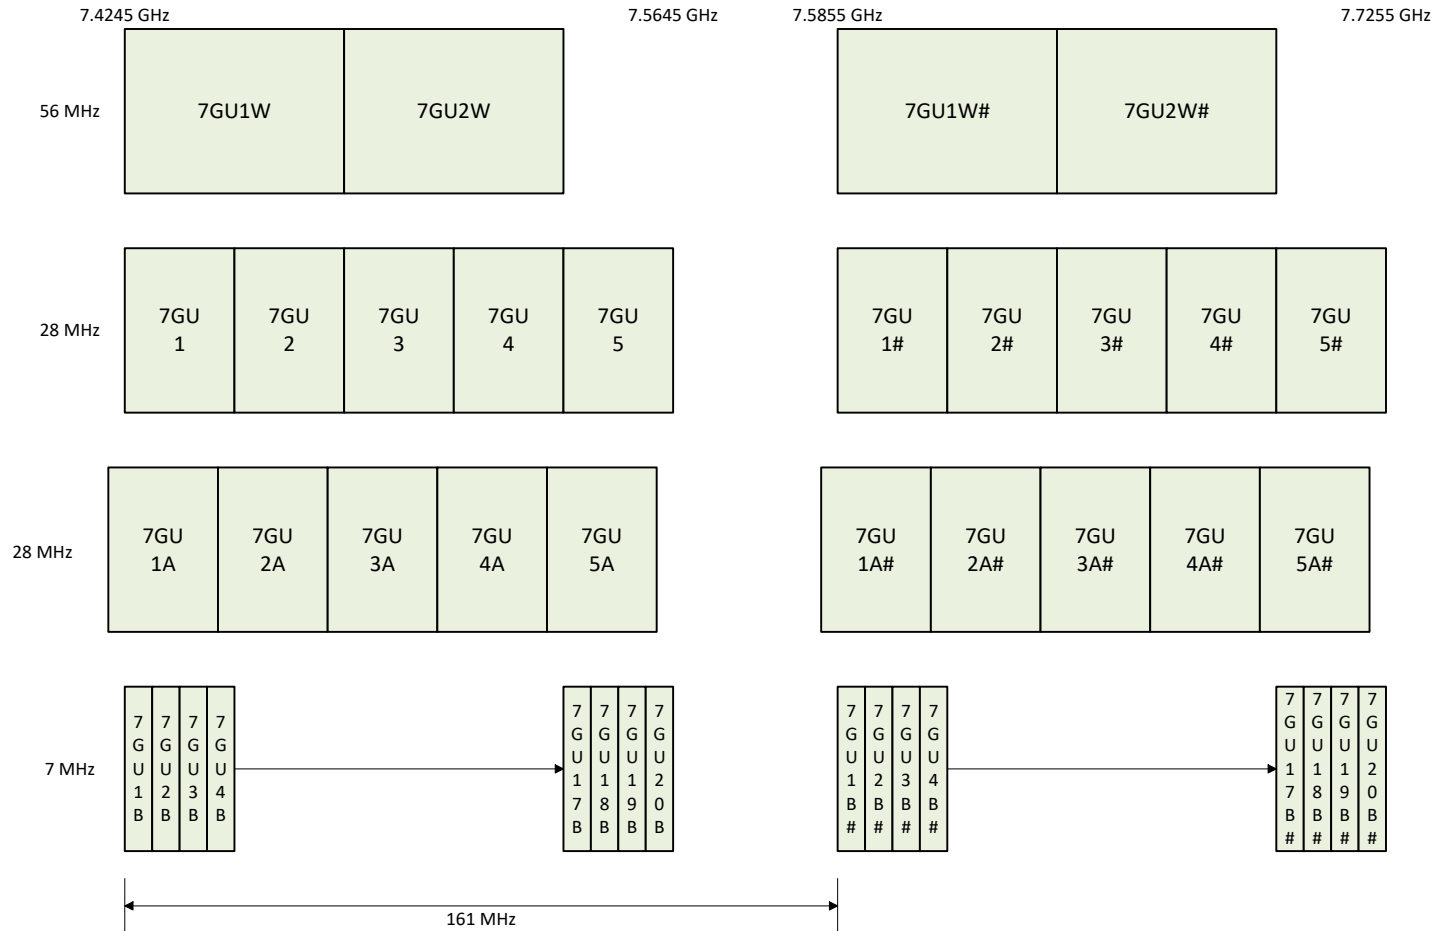 7.4245 GHz 7.5645 GHz 7.5855 GHz 7.7255 GHz
56 MHz 7GU1W 7GU2W 7GU1W# 7GU2W#
28 MHz
7GU 7GU 7GU 7GU 7GU 7GU 7GU 7GU 7GU 7GU
1 2 3 4 5 1# 2# 3# 4# 5#
28 MHz
7GU 7GU 7GU 7GU 7GU 7GU 7GU 7GU 7GU 7GU
1A 2A 3A 4A 5A 1A# 2A# 3A# 4A# 5A#
7 MHz
7GU1B
7GU2B
7GU3B
7GU4B
7GU17B
7GU18B
7GU19B
7GU20B
7GU1B#
7GU2B#
7GU3B#
7GU4B#
7GU17B#
7GU18B#
7GU19B#
7GU20B#
161 MHz